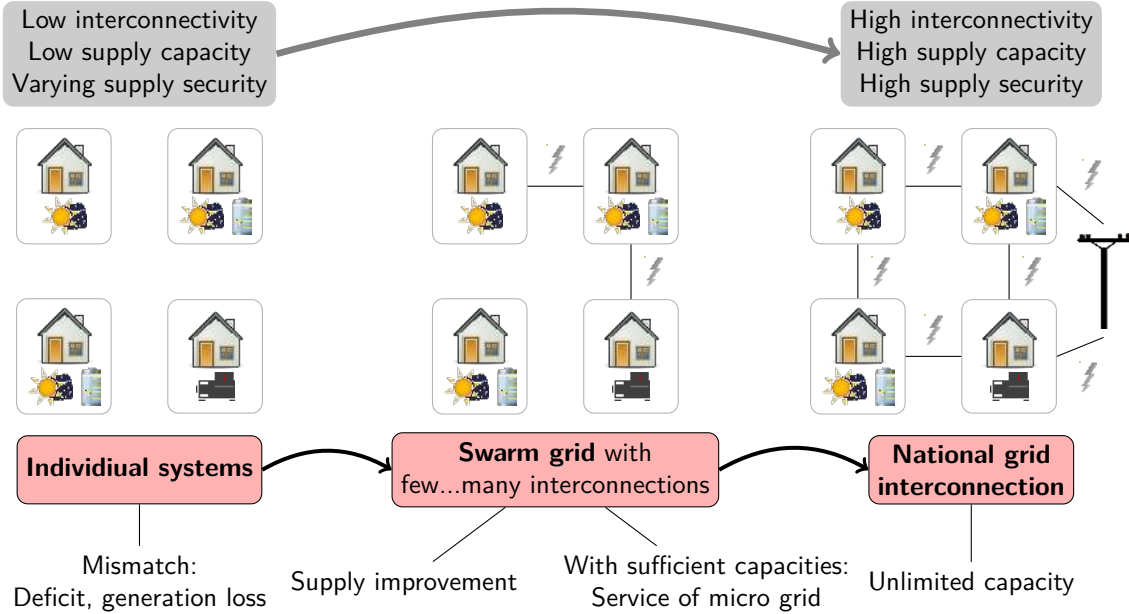 Low interconnectivity
Low supply capacity
Varying supply security
High interconnectivity
High supply capacity
High supply security
Individiual systems
Swarm grid with
few...many interconnections
National grid
interconnection
Mismatch:
Deficit, generation loss
Supply improvement
With sufficient capacities:
Service of micro grid
Unlimited capacity